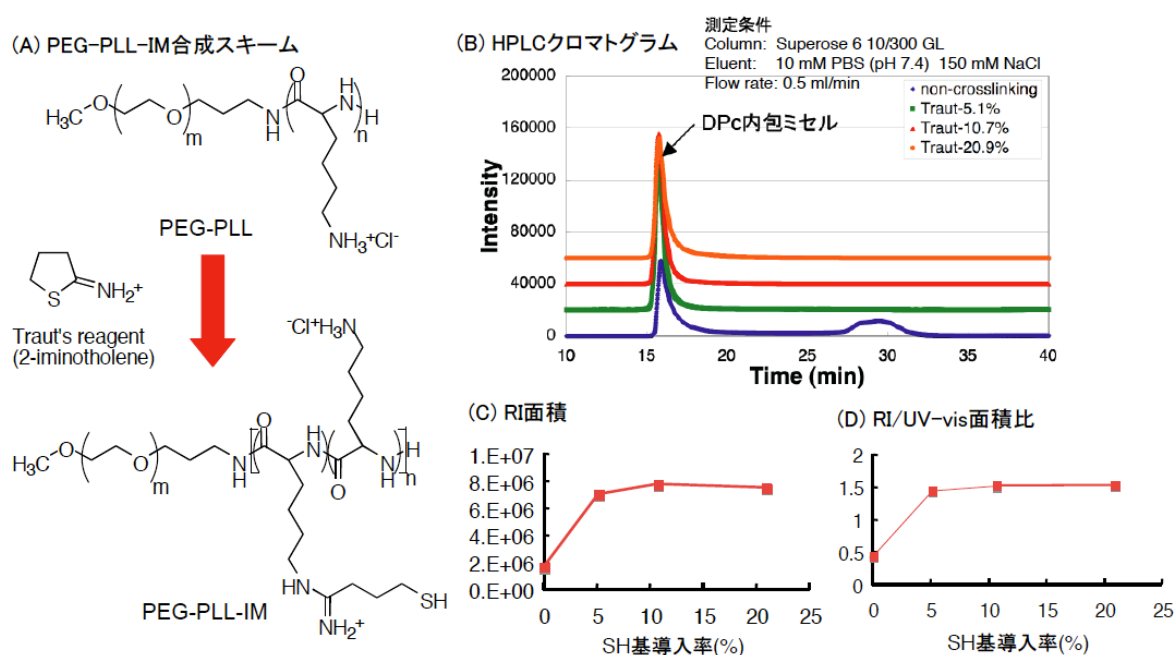 (A) PEG-PLL-IM合成スキーム
H₃C
O
O
m
N
H
O
H
N
H
n
NH₃⁺Cl⁻
PEG-PLL
S
NH₂⁺
Traut's reagent
(2-iminotholene)
⁻Cl⁺H₃N
H₃C
O
O
m
N
H
O
H
N
O
N
H
H
n
NH
NH₂⁺
SH
PEG-PLL-IM
(B) HPLCクロマトグラム
測定条件
Column: Superose 6 10/300 GL
Eluent: 10 mM PBS (pH 7.4) 150 mM NaCl
Flow rate: 0.5 ml/min
non-crosslinking
Traut-5.1%
Traut-10.7%
Traut-20.9%
DPc内包ミセル
Intensity
200000
160000
120000
80000
40000
0
10 15 20 25 30 35 40
Time (min)
(C) RI面積
1.E+07
8.E+06
6.E+06
4.E+06
2.E+06
0.E+00
0 5 10 15 20 25
SH基導入率(%)
(D) RI/UV-vis面積比
2
1.5
1
0.5
0
0 5 10 15 20 25
SH基導入率(%)